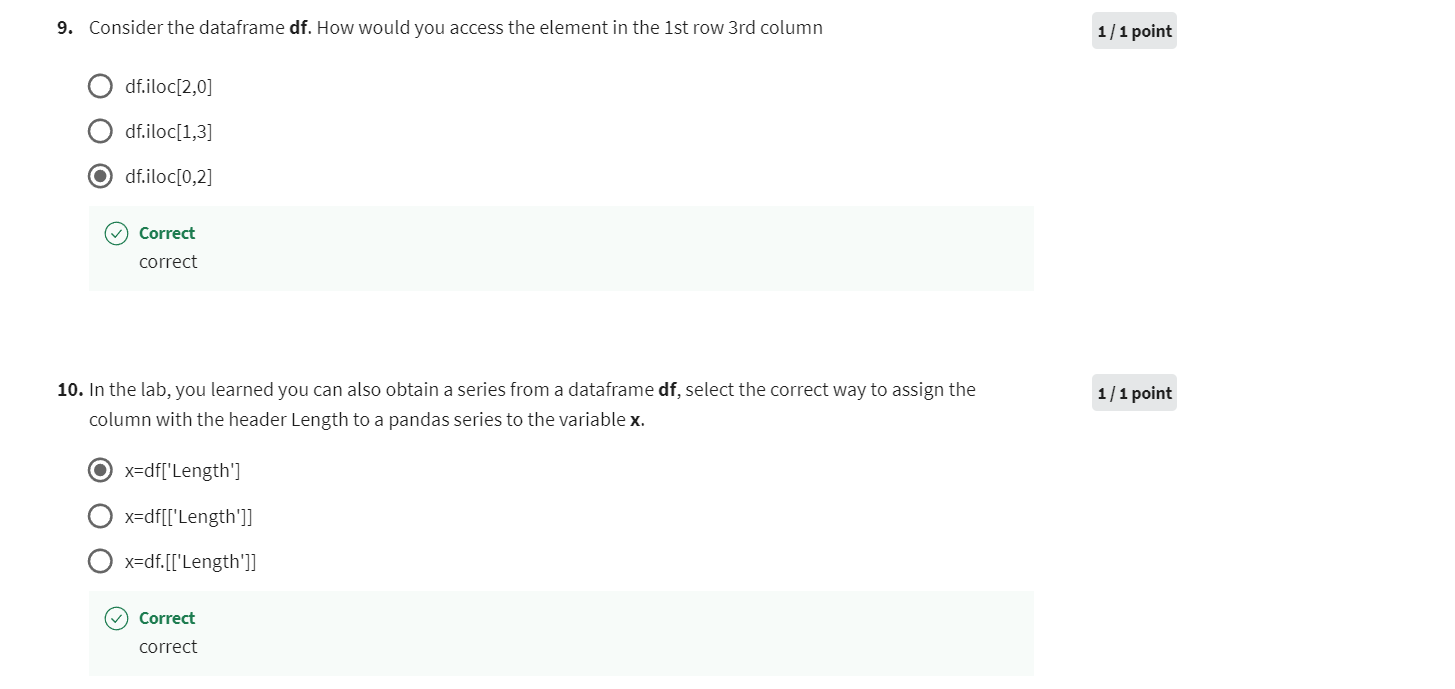 9. Consider the dataframe df. How would you access the element in the 1st row 3rd column
1 / 1 point
df.iloc[2,0]
df.iloc[1,3]
df.iloc[0,2]
Correct
correct
10. In the lab, you learned you can also obtain a series from a dataframe df, select the correct way to assign the
column with the header Length to a pandas series to the variable x.
1 / 1 point
x=df['Length']
x=df[['Length']]
x=df.[['Length']]
Correct
correct